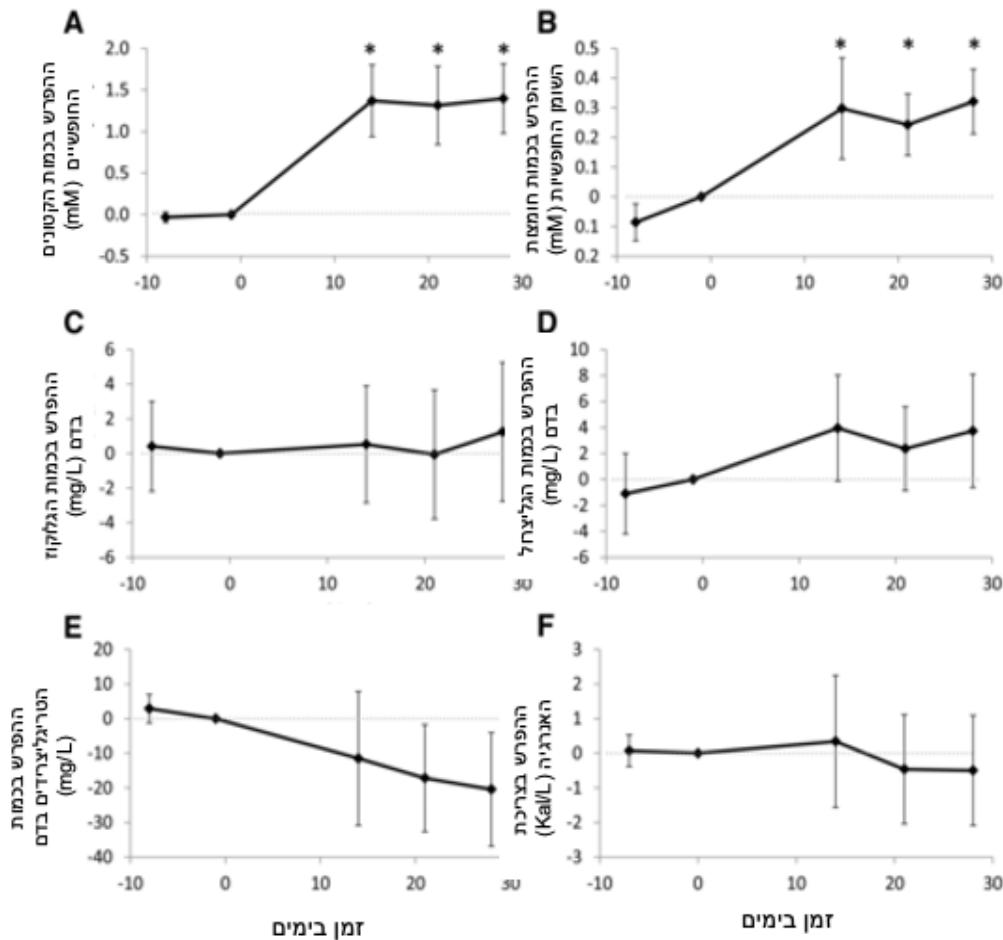 A
ההפרש בכמות הקטונים
החופשיים (mM)
2.0
1.5
1.0
0.5
0.0
-0.5
* * *
-10 0 10 20 30
B
ההפרש בכמות חומצות
השומן החופשיות (mM)
0.5
0.4
0.3
0.2
0.1
0
0.1
0.2
* * *
-10 0 10 20 30
C
ההפרש בכמות הגלוקוז
בדם (mg/L)
6
4
2
0
-2
-4
-6
-10 0 10 20 30
D
ההפרש בכמות הגליצרול
בדם (mg/L)
10
8
6
4
2
0
-2
-4
-6
-10 0 10 20 30
E
ההפרש בכמות
הטריגליצרידים בדם
(mg/L)
20
10
0
-10
-20
-30
-40
-10 0 10 20 30
זמן בימים
F
ההפרש בצריכת
האנרגיה (Kal/L)
3
2
1
0
-1
-2
-3
-10 0 10 20 30
זמן בימים